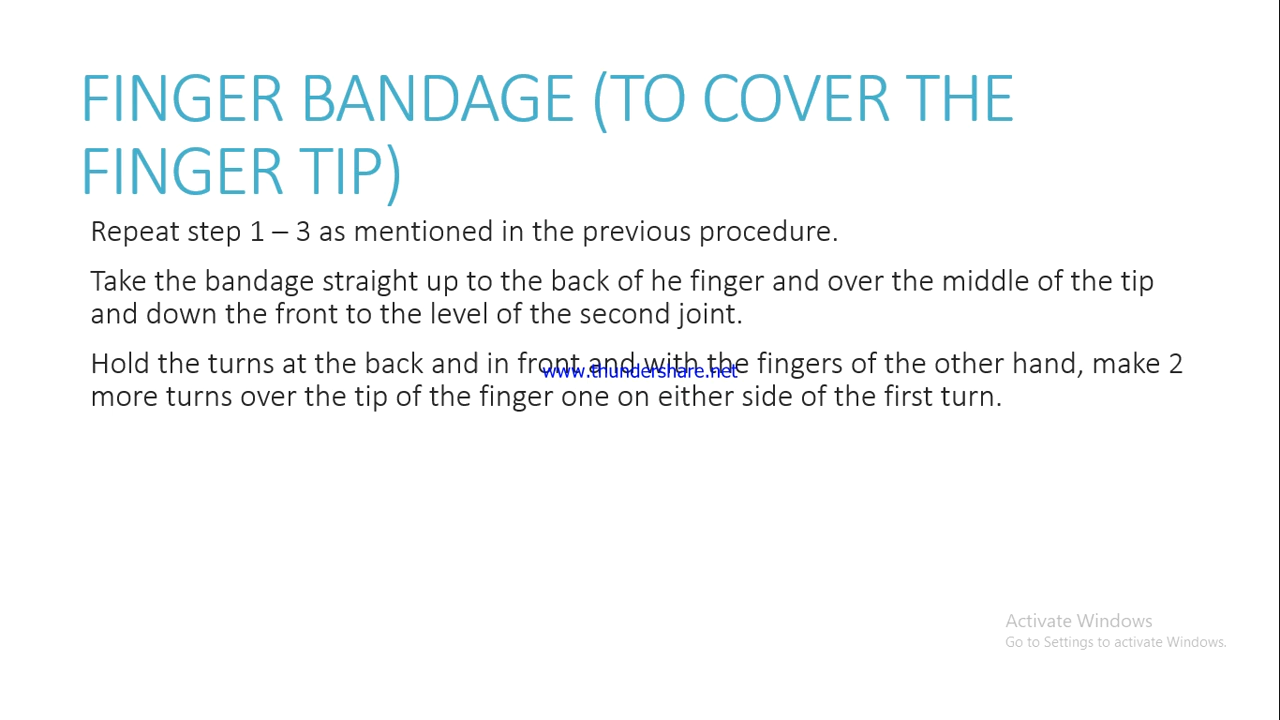 FINGER BANDAGE (TO COVER THE
FINGER TIP)
Repeat step 1 – 3 as mentioned in the previous procedure.
Take the bandage straight up to the back of he finger and over the middle of the tip
and down the front to the level of the second joint.
Hold the turns at the back and in front and with the fingers of the other hand, make 2
www.thundershare.net
more turns over the tip of the finger one on either side of the first turn.
Activate Windows
Go to Settings to activate Windows.